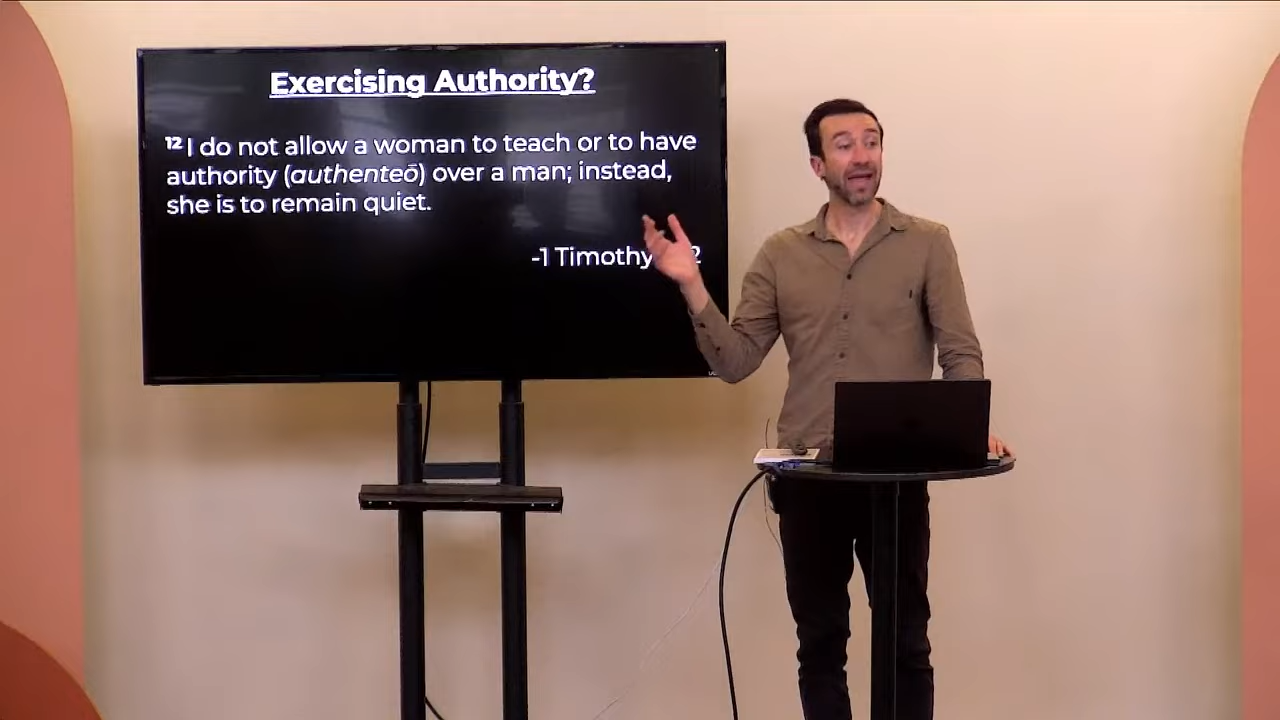 Exercising Authority?
¹² I do not allow a woman to teach or to have
authority (authenteō) over a man; instead,
she is to remain quiet.
-1 Timothy 2